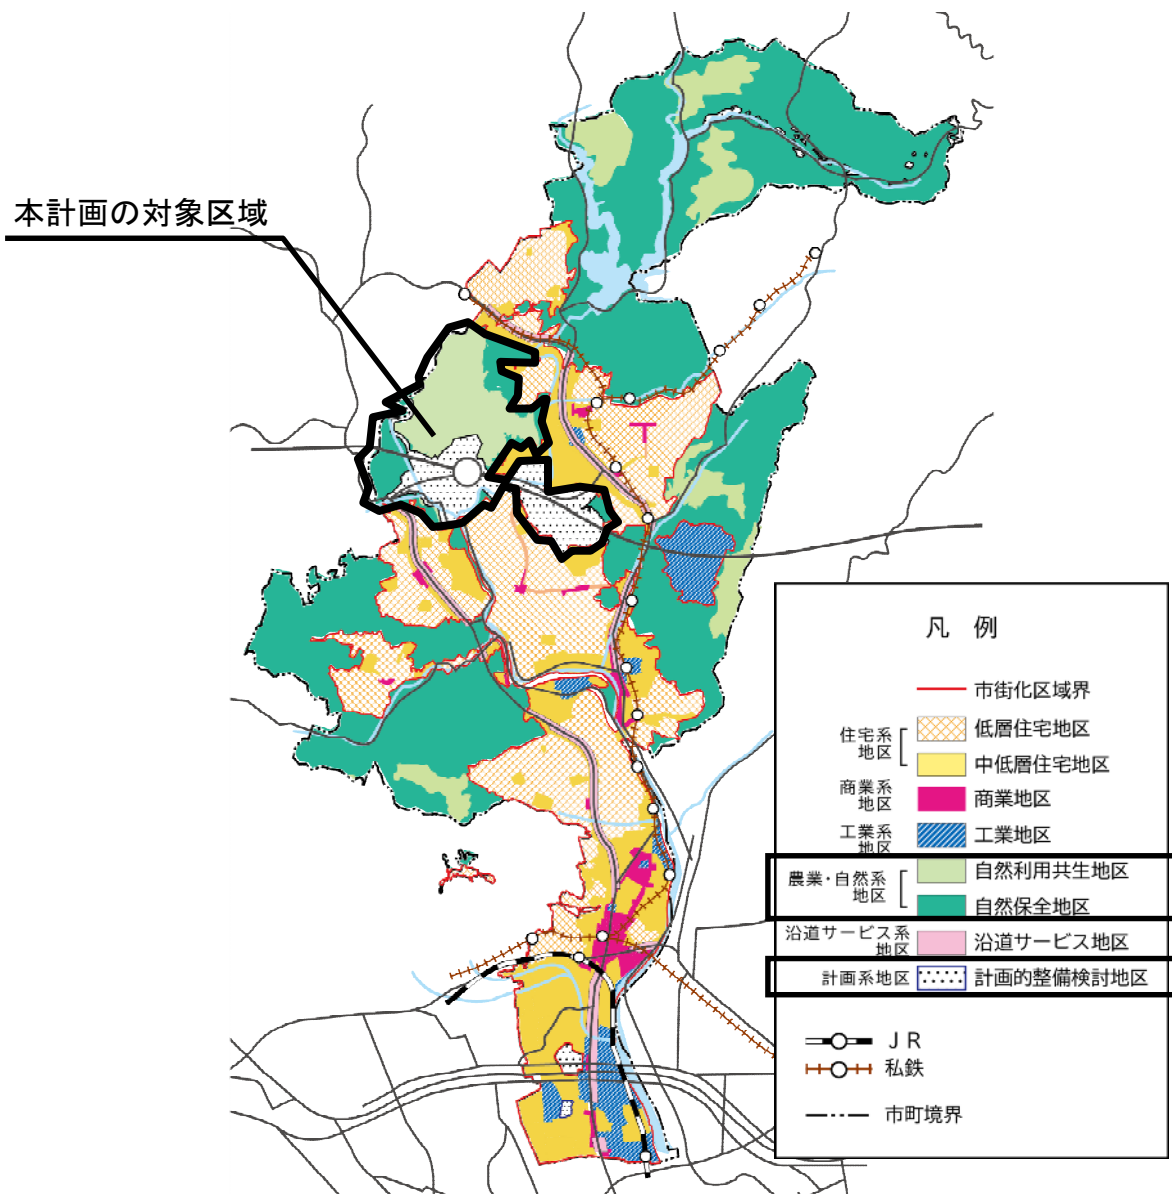 本計画の対象区域
凡 例
市街化区域界
住宅系
地区
低層住宅地区
中低層住宅地区
商業系
地区
商業地区
工業系
地区
工業地区
農業・自然系
地区
自然利用共生地区
自然保全地区
沿道サービス系
地区
沿道サービス地区
計画系地区
計画的整備検討地区
ＪＲ
私鉄
市町境界